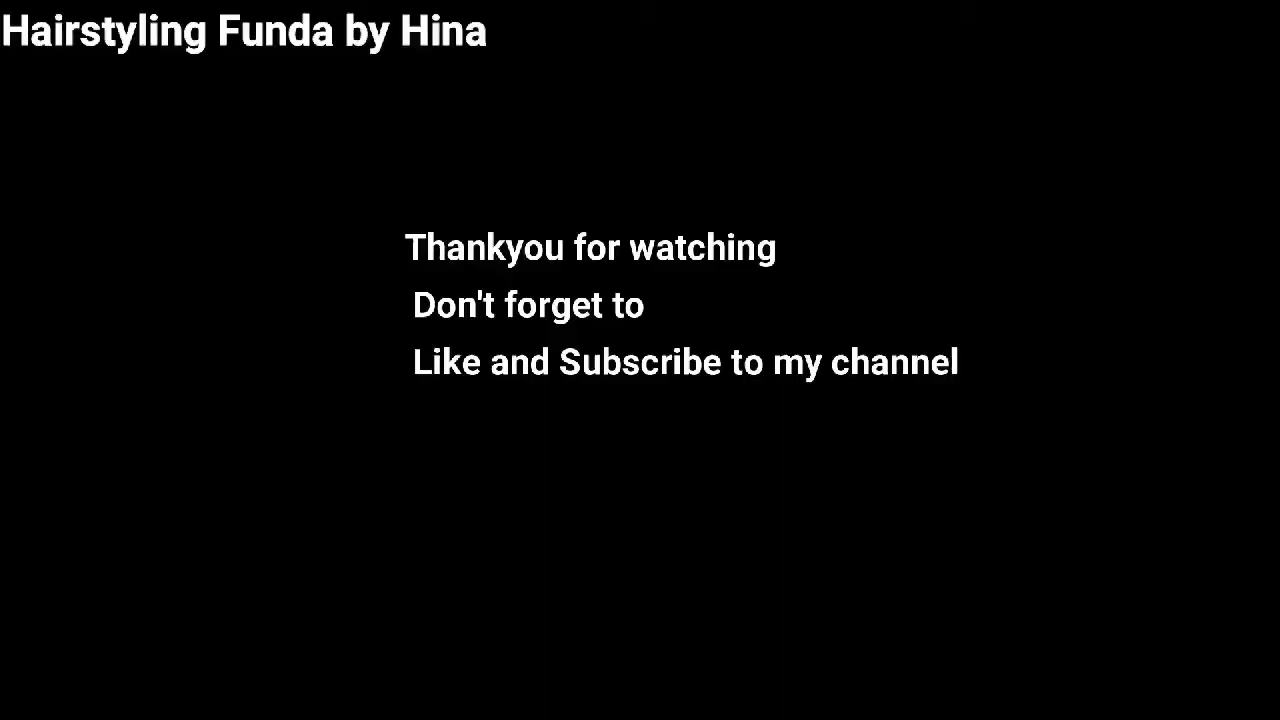 Hairstyling Funda by Hina
Thankyou for watching
Don't forget to
Like and Subscribe to my channel